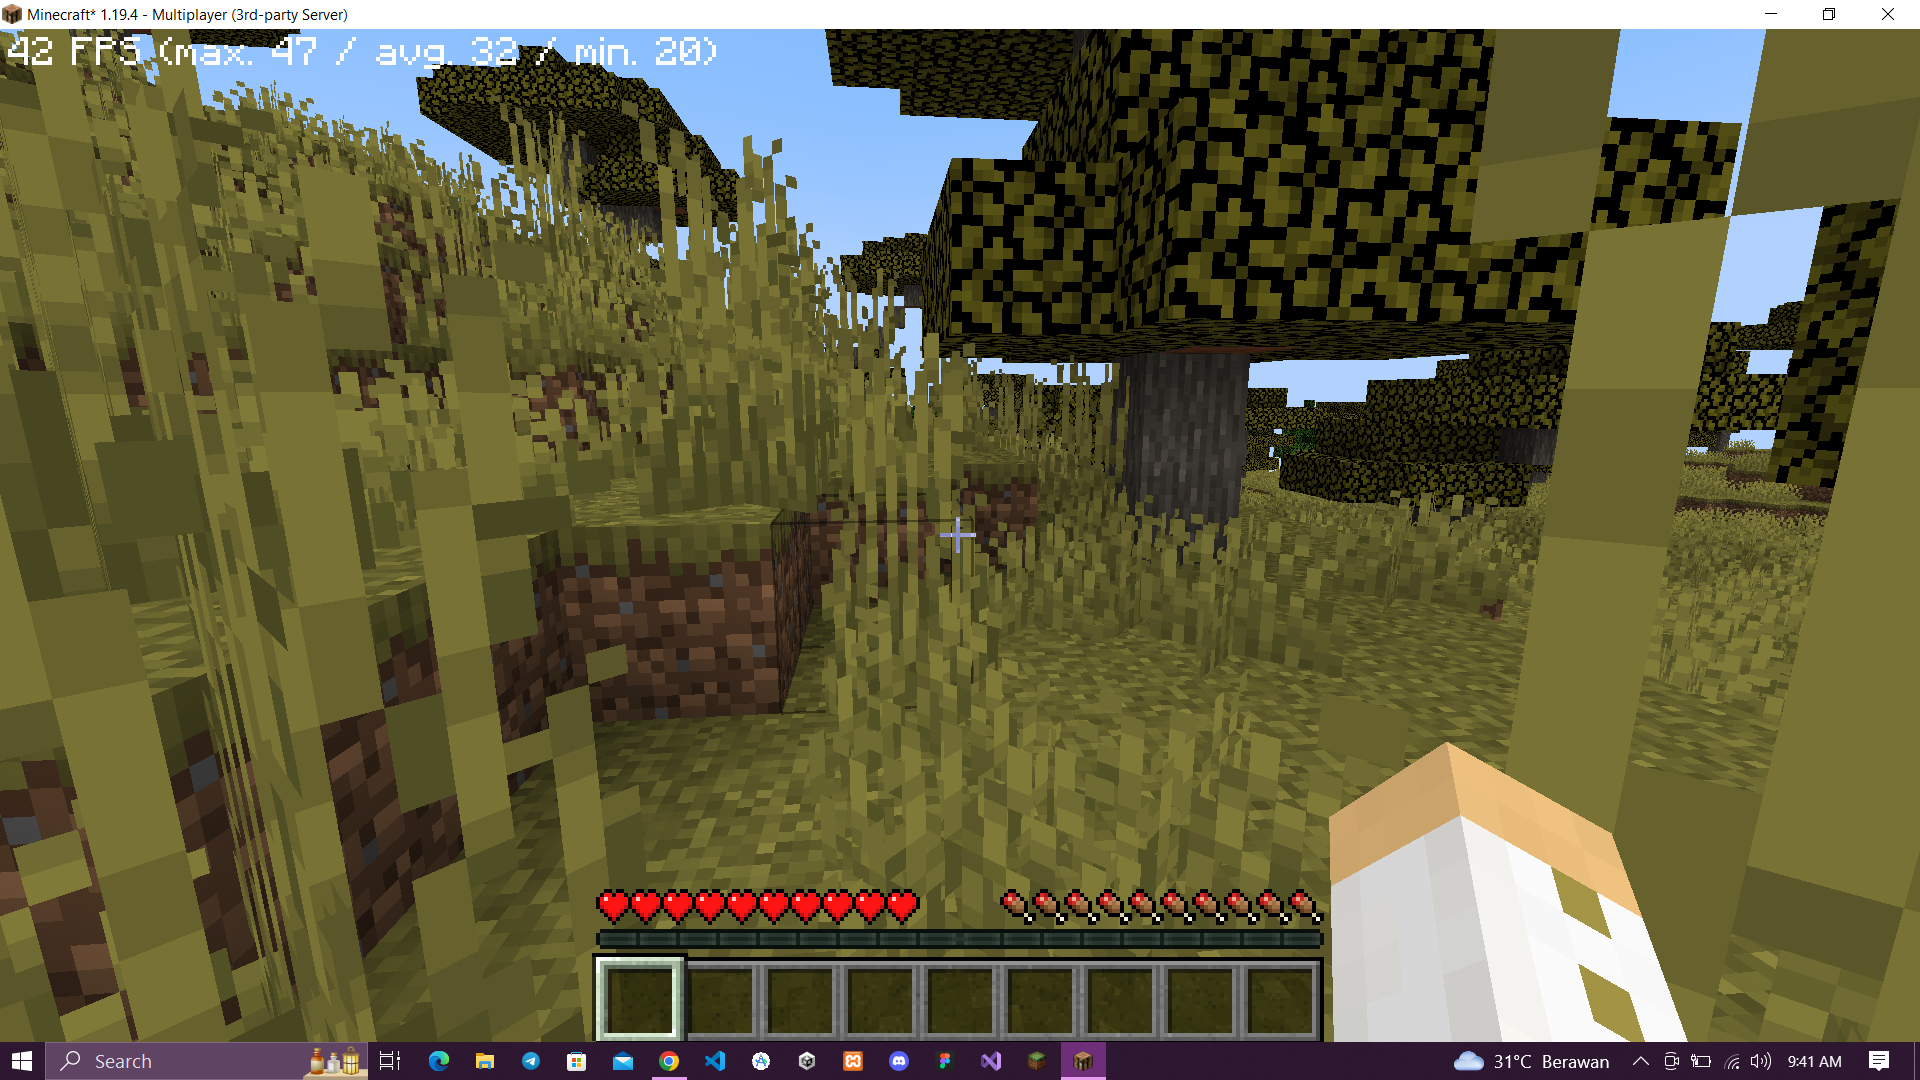 Minecraft* 1.19.4 - Multiplayer (3rd-party Server)
42 FPS (max. 47 / avg. 32 / min. 20)
Search
31°C Berawan
9:41 AM